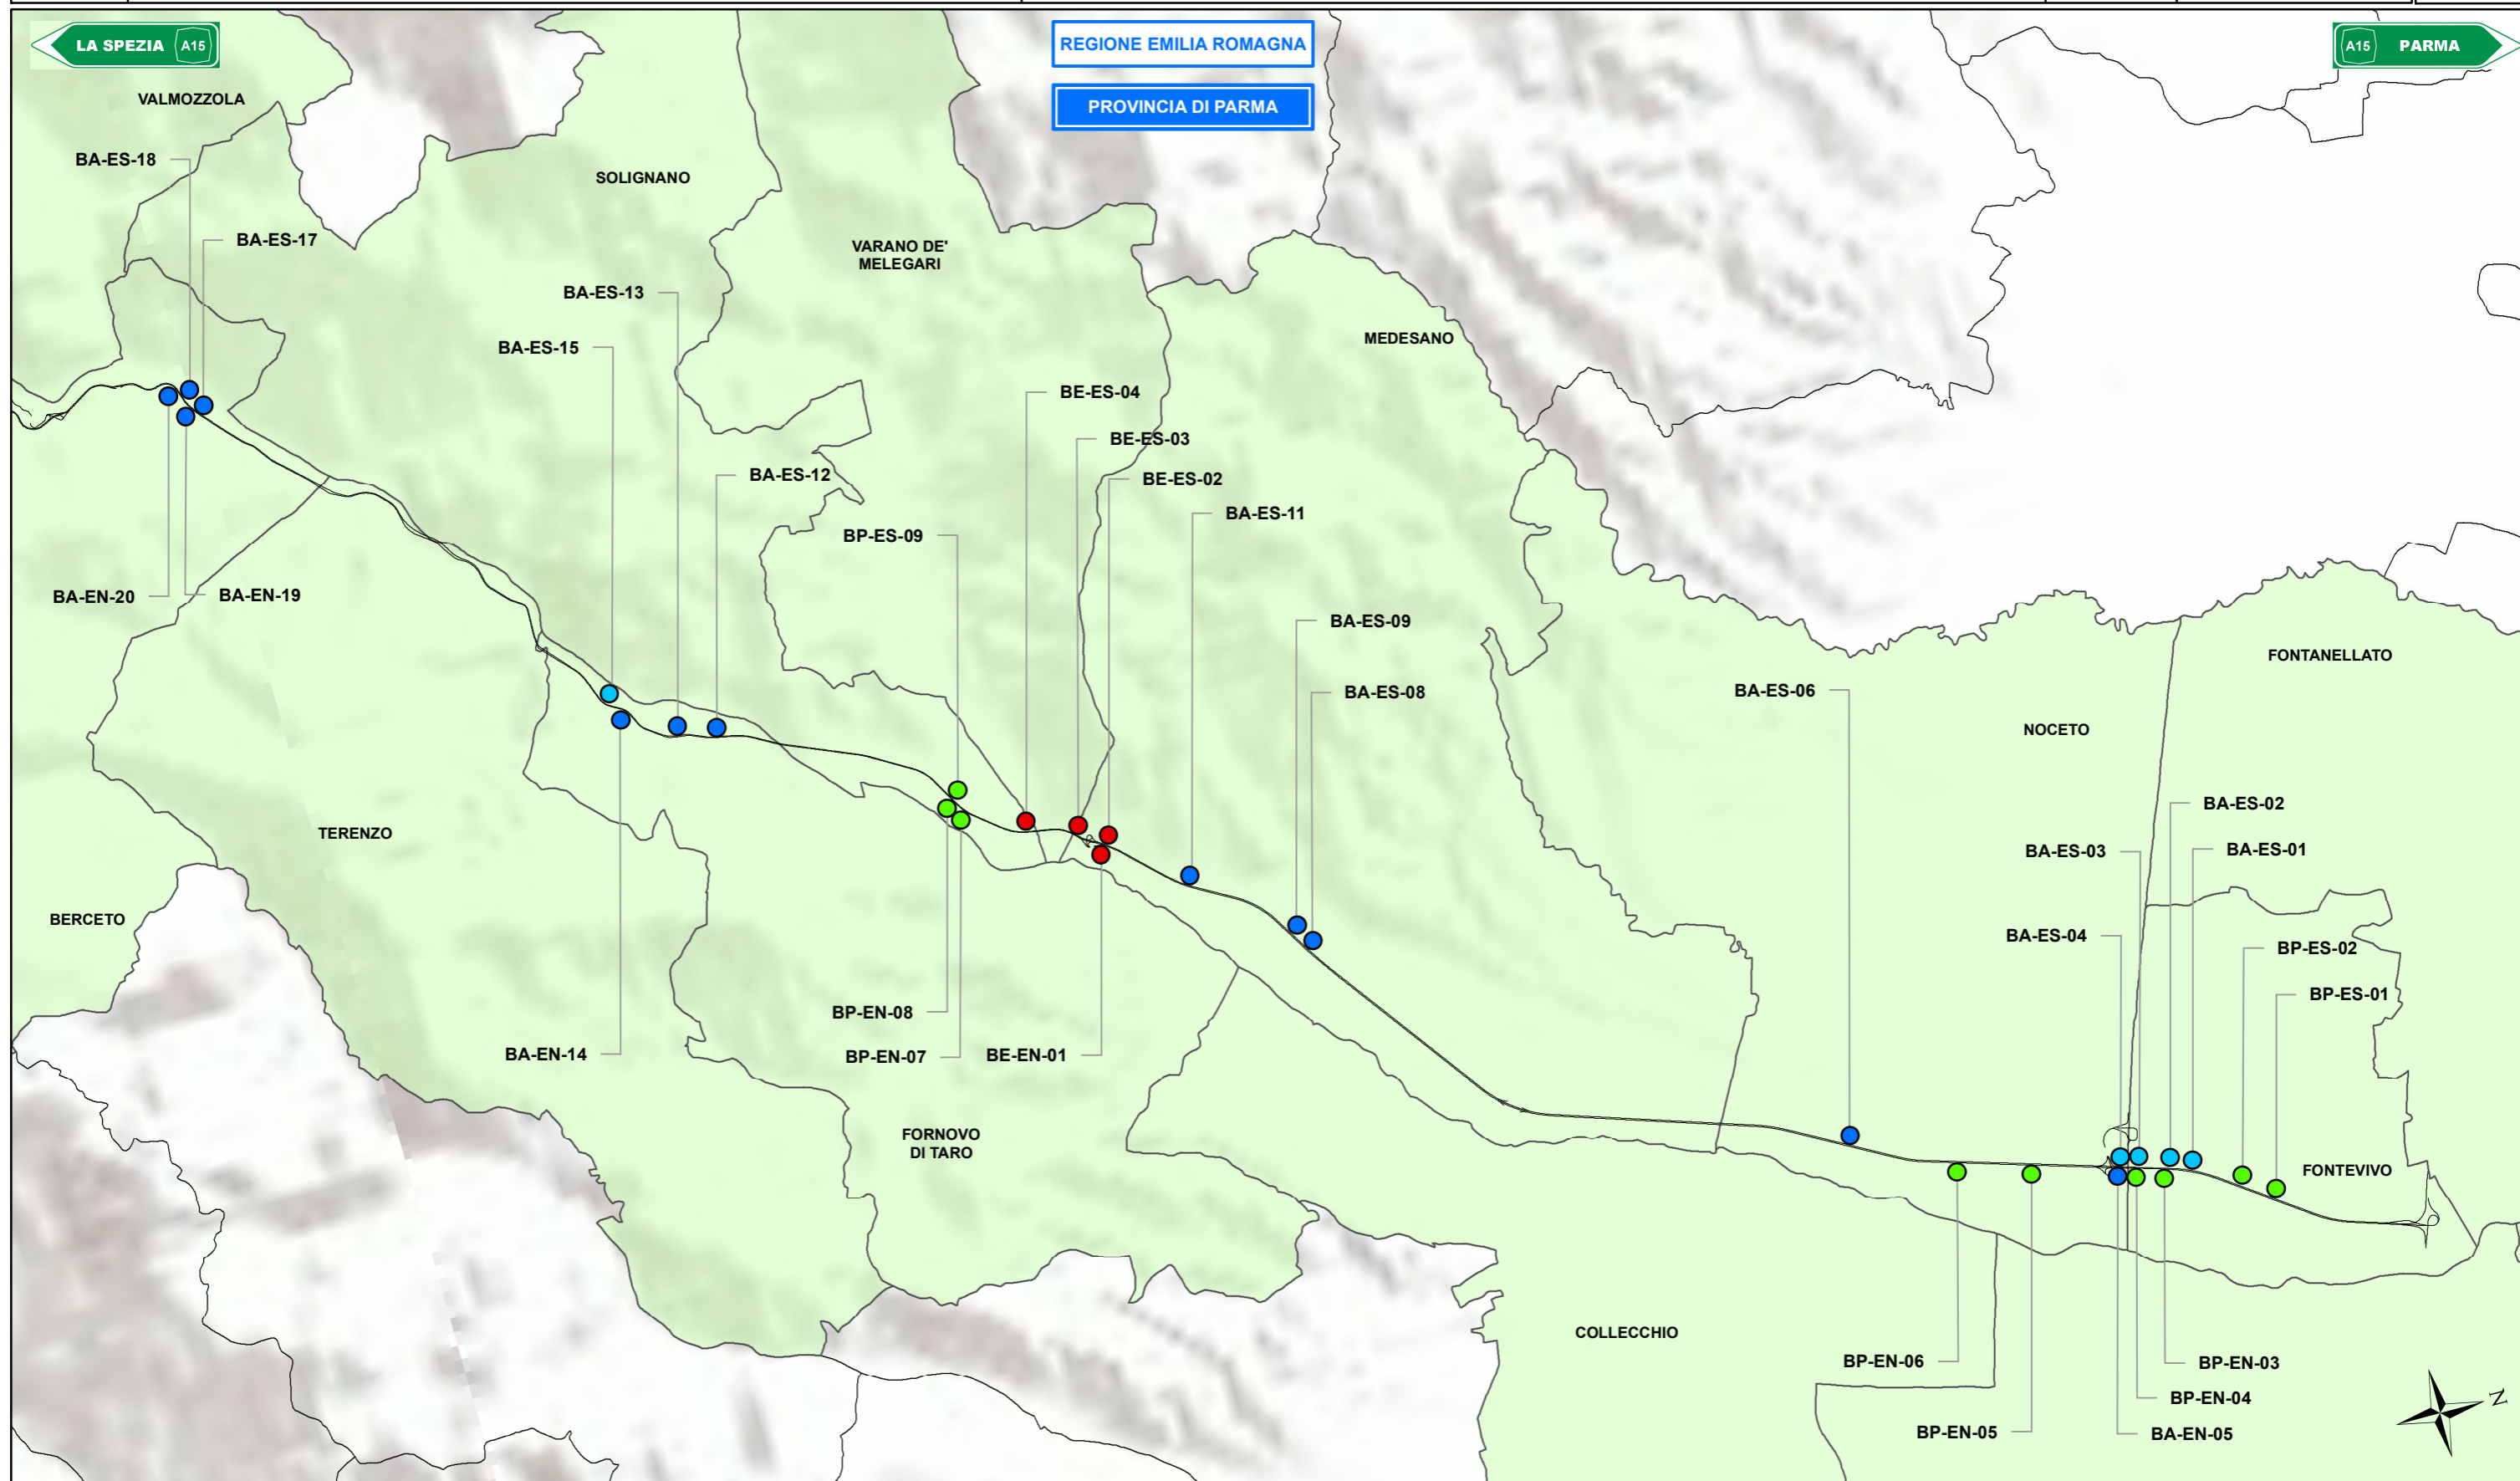 LA SPEZIA A15
REGIONE EMILIA ROMAGNA
A15 PARMA
PROVINCIA DI PARMA
VALMOZZOLA
BA-ES-18
SOLIGNANO
BA-ES-17
VARANO DE'
MELEGARI
BA-ES-13
MEDESANO
BA-ES-15
BE-ES-04
BE-ES-03
BA-ES-12
BE-ES-02
BA-ES-11
BP-ES-09
BA-EN-20
BA-EN-19
BA-ES-09
FONTANELLATO
BA-ES-08
BA-ES-06
NOCETO
BA-ES-02
TERENZO
BA-ES-03
BA-ES-01
BERCETO
BA-ES-04
BP-ES-02
BP-ES-01
BP-EN-08
BA-EN-14
BP-EN-07
BE-EN-01
FORNOVO
DI TARO
FONTEVIVO
COLLECCHIO
BP-EN-06
BP-EN-03
BP-EN-04
N
BP-EN-05
BA-EN-05